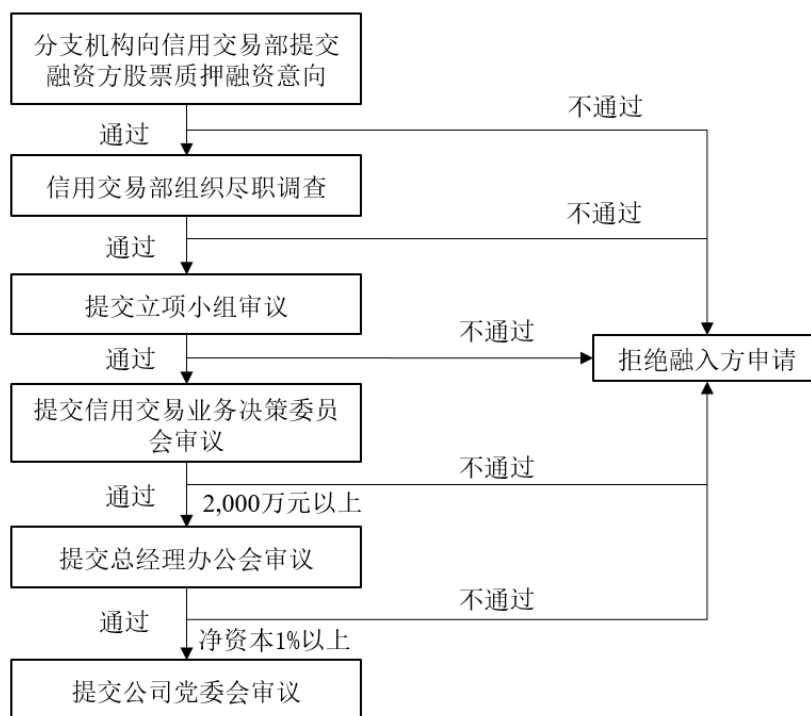 分支机构向信用交易部提交
融资方股票质押融资意向
不通过
通过
信用交易部组织尽职调查
不通过
通过
提交立项小组审议
不通过
通过
拒绝融入方申请
提交信用交易业务决策委员
会审议
不通过
通过
2,000万元以上
提交总经理办公会审议
不通过
通过
净资本1%以上
提交公司党委会审议